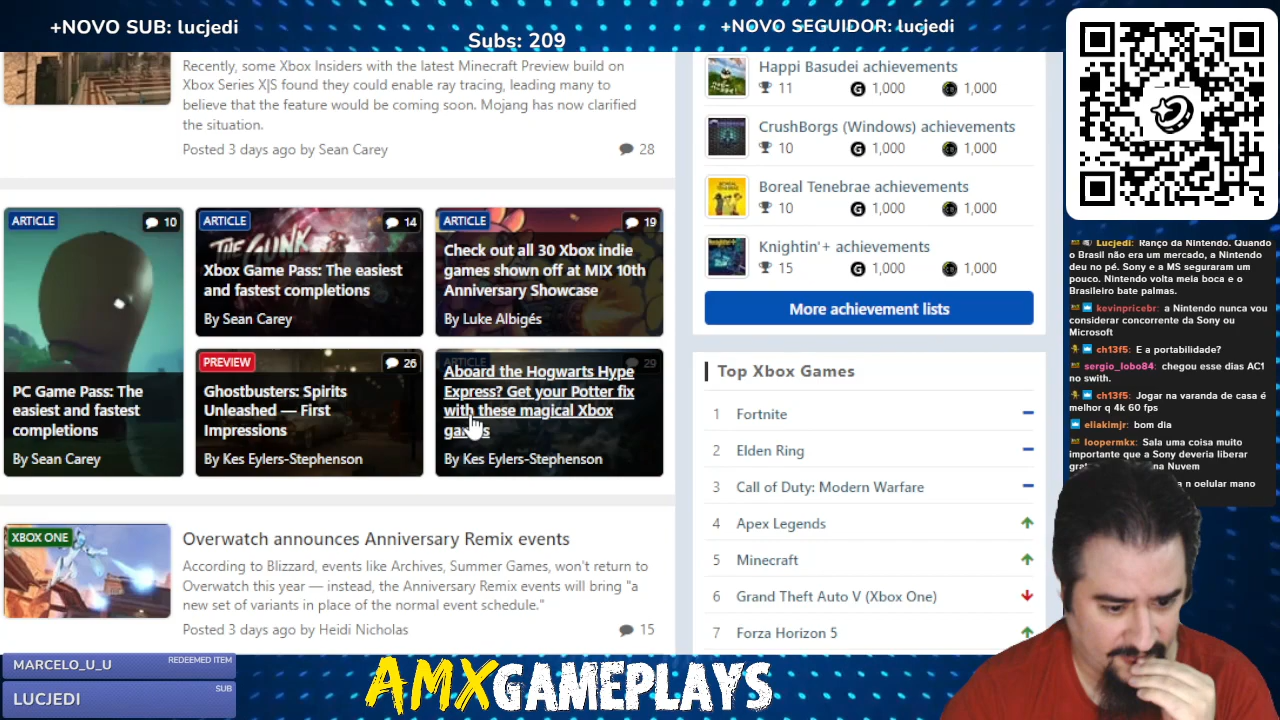 +NOVO SUB: lucjedi
Subs: 209
+NOVO SEGUIDOR: lucjedi
Recently, some Xbox Insiders with the latest Minecraft Preview build on
Xbox Series X|S found they could enable ray tracing, leading many to
believe that the feature would be coming soon. Mojang has now clarified
the situation.
Posted 3 days ago by Sean Carey
28
ARTICLE
10
PC Game Pass: The
easiest and fastest
completions
By Sean Carey
ARTICLE
14
THE GUNK
Xbox Game Pass: The easiest
and fastest completions
By Sean Carey
ARTICLE
19
Check out all 30 Xbox indie
games shown off at MIX 10th
Anniversary Showcase
By Luke Albigés
PREVIEW
26
Ghostbusters: Spirits
Unleashed — First
Impressions
By Kes Eylers-Stephenson
ARTICLE
29
Aboard the Hogwarts Hype
Express? Get your Potter fix
with these magical Xbox
games
By Kes Eylers-Stephenson
XBOX ONE
Overwatch announces Anniversary Remix events
According to Blizzard, events like Archives, Summer Games, won't return to
Overwatch this year — instead, the Anniversary Remix events will bring "a
new set of variants in place of the normal event schedule."
Posted 3 days ago by Heidi Nicholas
15
Happi Basudei achievements
11 G 1,000 1,000
CrushBorgs (Windows) achievements
10 G 1,000 1,000
Boreal Tenebrae achievements
10 G 1,000 1,000
Knightin'+ achievements
15 G 1,000 1,000
More achievement lists
Top Xbox Games
1 Fortnite
2 Elden Ring
3 Call of Duty: Modern Warfare
4 Apex Legends
5 Minecraft
6 Grand Theft Auto V (Xbox One)
7 Forza Horizon 5
Lucjedi: Ranço da Nintendo. Quando
o Brasil não era um mercado, a Nintendo
deu no pé. Sony e a MS seguraram um
pouco. Nintendo volta meia boca e o
Brasileiro bate palmas.
kevinpricebr: a Nintendo nunca vou
considerar concorrente da Sony ou
Microsoft
ch13f5: E a portabilidade?
sergio_lobo84: chegou esse dias AC1
no swith.
ch13f5: Jogar na varanda de casa é
melhor q 4k 60 fps
eliakimjr: bom dia
loopermkx: Sala uma coisa muito
importante que a Sony deveria liberar
na Nuvem
n oelular mano
MARCELO_U_U
REDEEMED ITEM
LUCJEDI
SUB
AMXGAMEPLAYS